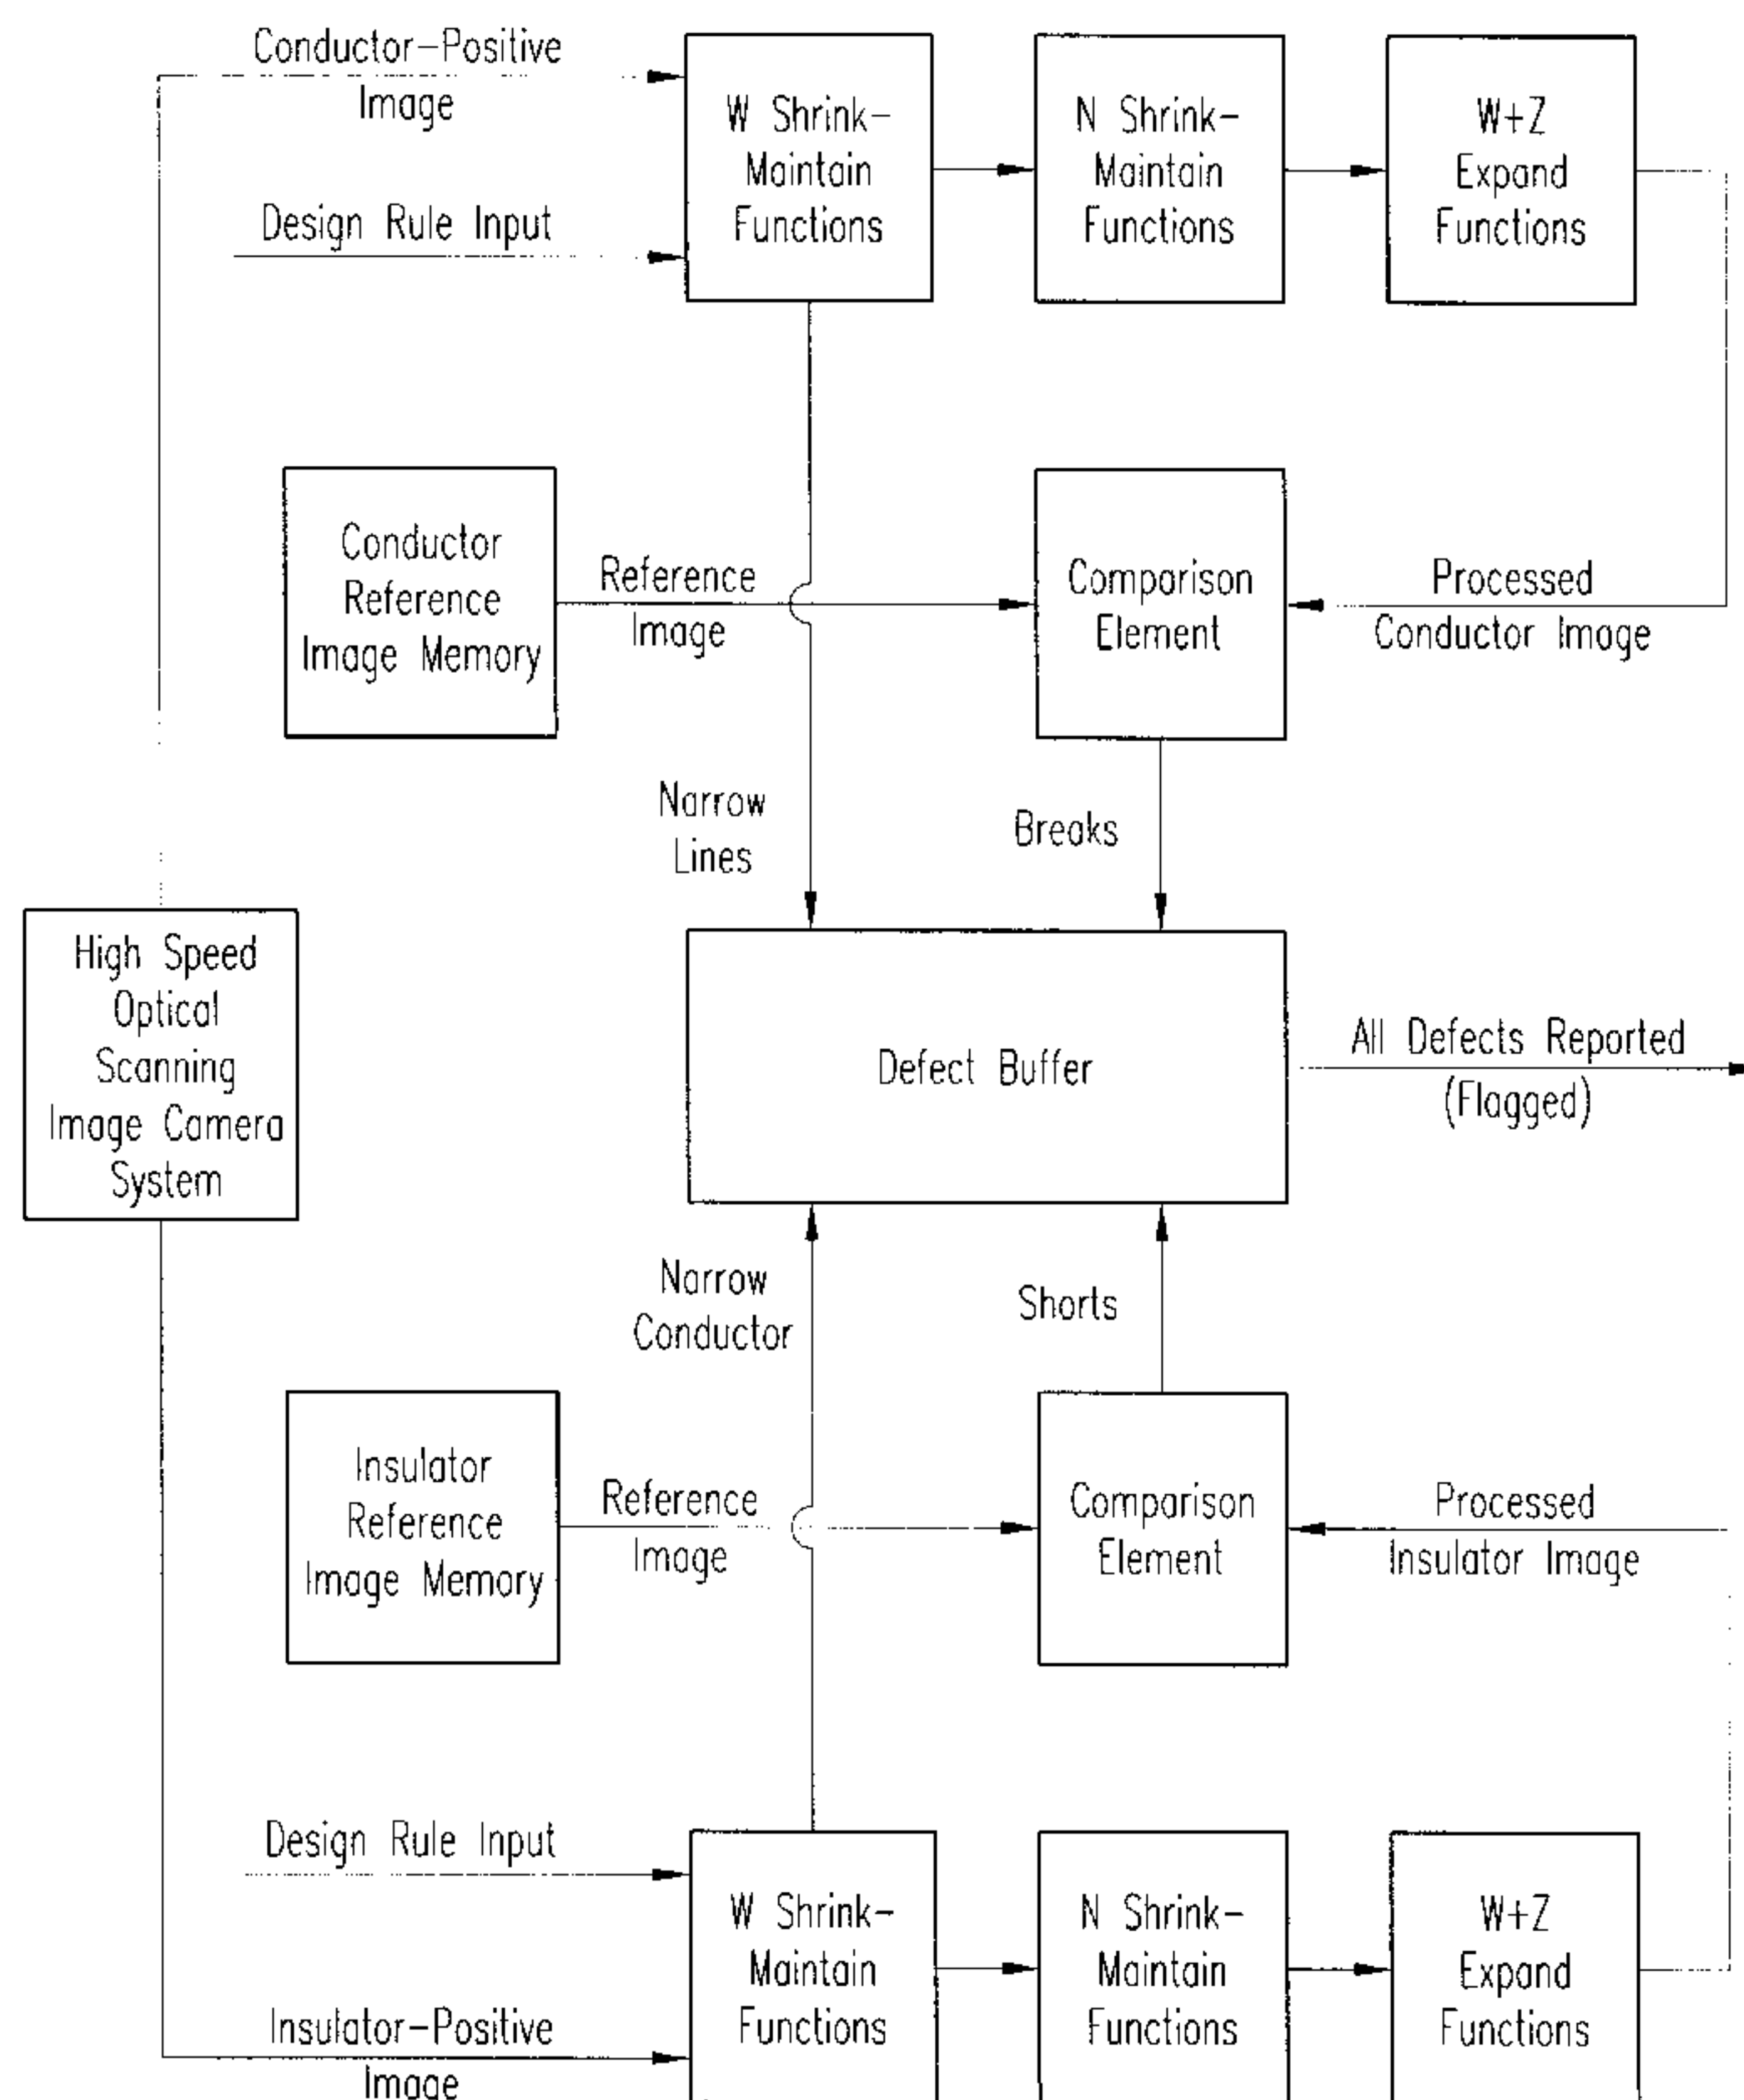 Conductor-Positive
Image
Design Rule Input
W Shrink-
Maintain
Functions
N Shrink-
Maintain
Functions
W+Z
Expand
Functions
Conductor
Reference
Image Memory
Reference
Image
Comparison
Element
Processed
Conductor Image
Narrow
Lines
Breaks
High Speed
Optical
Scanning
Image Camera
System
Defect Buffer
All Defects Reported
(Flagged)
Narrow
Conductor
Shorts
Insulator
Reference
Image Memory
Reference
Image
Comparison
Element
Processed
Insulator Image
Design Rule Input
Insulator-Positive
Image
W Shrink-
Maintain
Functions
N Shrink-
Maintain
Functions
W+Z
Expand
Functions